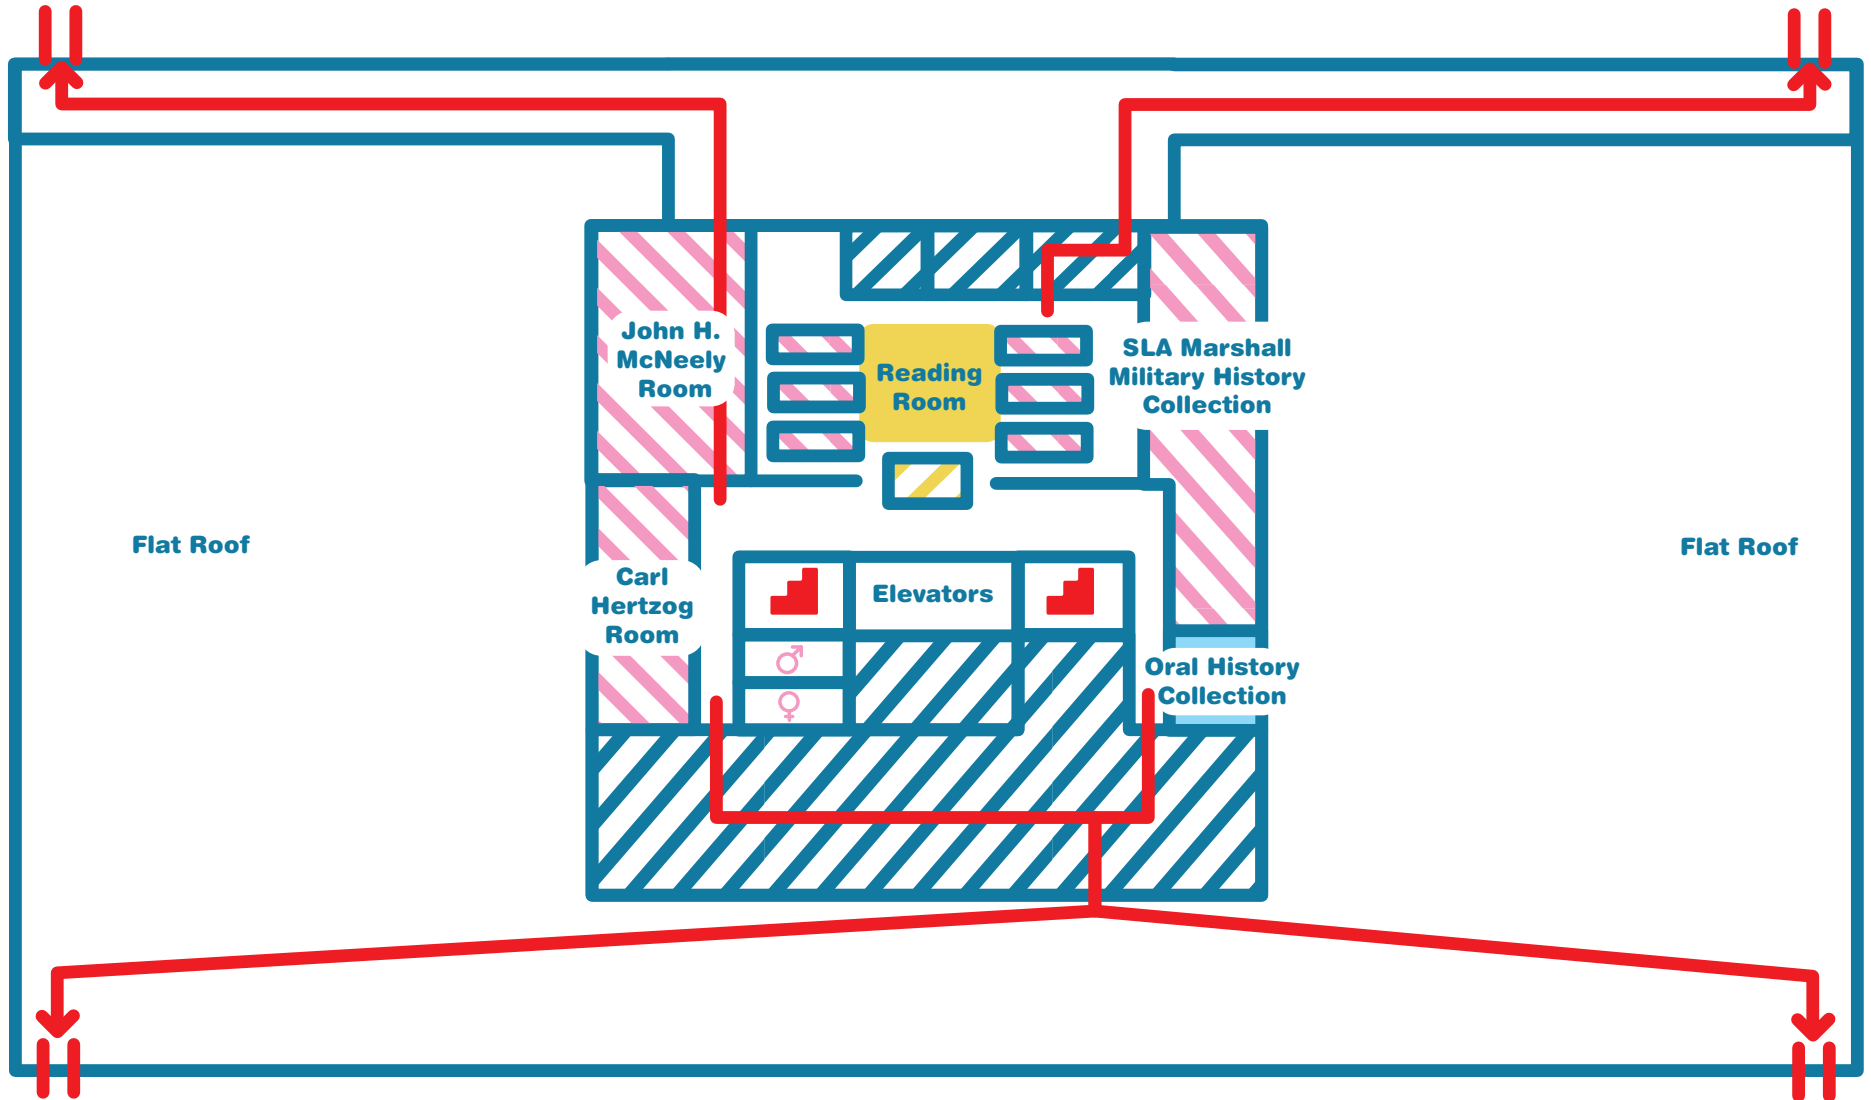 John H.
McNeely
Room
Reading
Room
SLA Marshall
Military History
Collection
Flat Roof
Flat Roof
Carl
Hertzog
Room
Elevators
Oral History
Collection